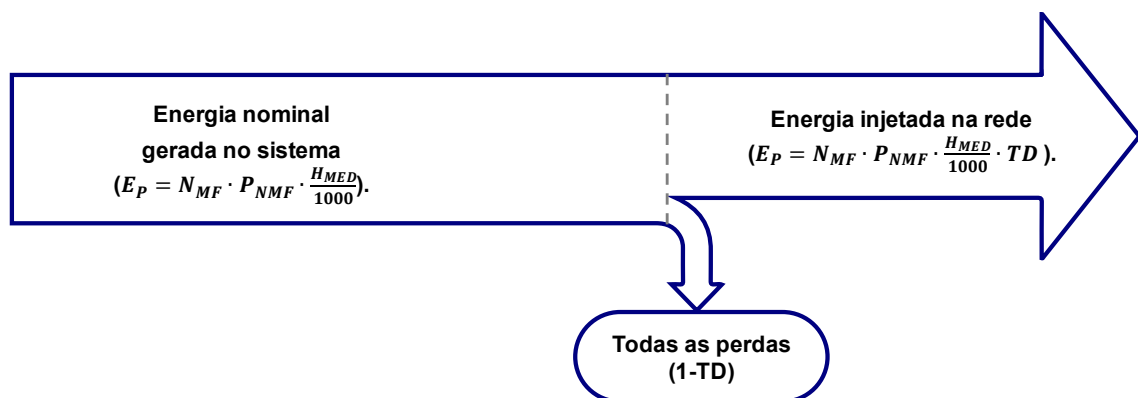 Energia nominal
gerada no sistema
(E_P = N_MF · P_NMF · H_MED/1000).
Energia injetada na rede
(E_P = N_MF · P_NMF · H_MED/1000 · TD ).
Todas as perdas
(1-TD)